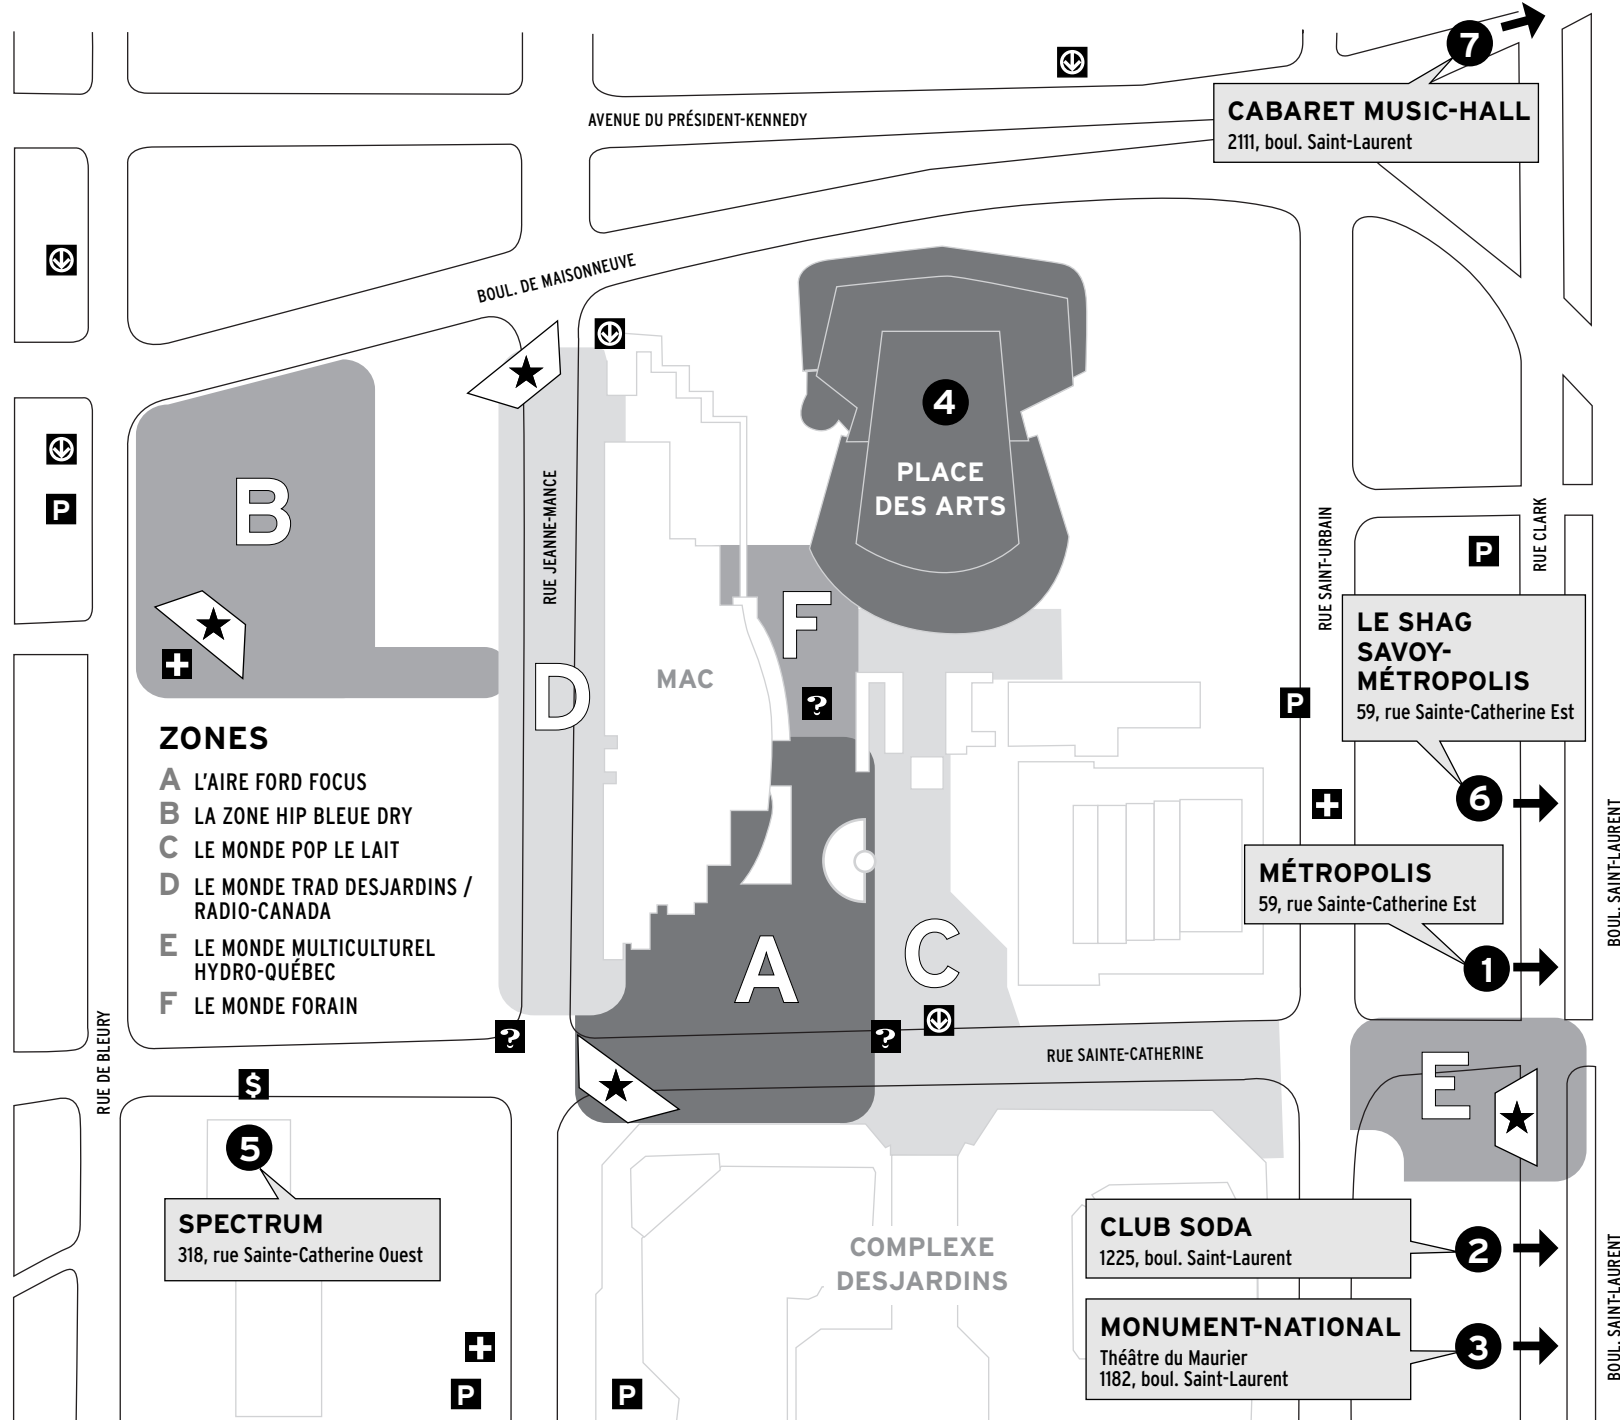 7
CABARET MUSIC-HALL
2111, boul. Saint-Laurent
AVENUE DU PRÉSIDENT-KENNEDY
BOUL. DE MAISONNEUVE
4
PLACE
DES ARTS
P
B
RUE JEANNE-MANCE
RUE SAINT-URBAIN
RUE CLARK
P
F
LE SHAG
SAVOY-
MÉTROPOLIS
59, rue Sainte-Catherine Est
MAC
D
?
P
6
ZONES
A L'AIRE FORD FOCUS
B LA ZONE HIP BLEUE DRY
C LE MONDE POP LE LAIT
D LE MONDE TRAD DESJARDINS /
RADIO-CANADA
E LE MONDE MULTICULTUREL
HYDRO-QUÉBEC
F LE MONDE FORAIN
BOUL. SAINT-LAURENT
MÉTROPOLIS
59, rue Sainte-Catherine Est
1
A
C
?
?
RUE SAINTE-CATHERINE
RUE DE BLEURY
E
$
5
SPECTRUM
318, rue Sainte-Catherine Ouest
COMPLEXE
DESJARDINS
CLUB SODA
1225, boul. Saint-Laurent
2
MONUMENT-NATIONAL
Théâtre du Maurier
1182, boul. Saint-Laurent
3
BOUL. SAINT-LAURENT
P
P